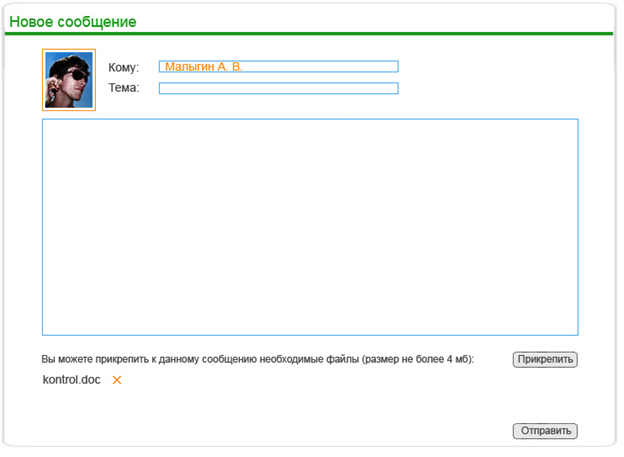 Новое сообщение
Кому: Малыгин А. В.
Тема:
Вы можете прикрепить к данному сообщению необходимые файлы (размер не более 4 мб): Прикрепить
kontrol.doc
Отправить